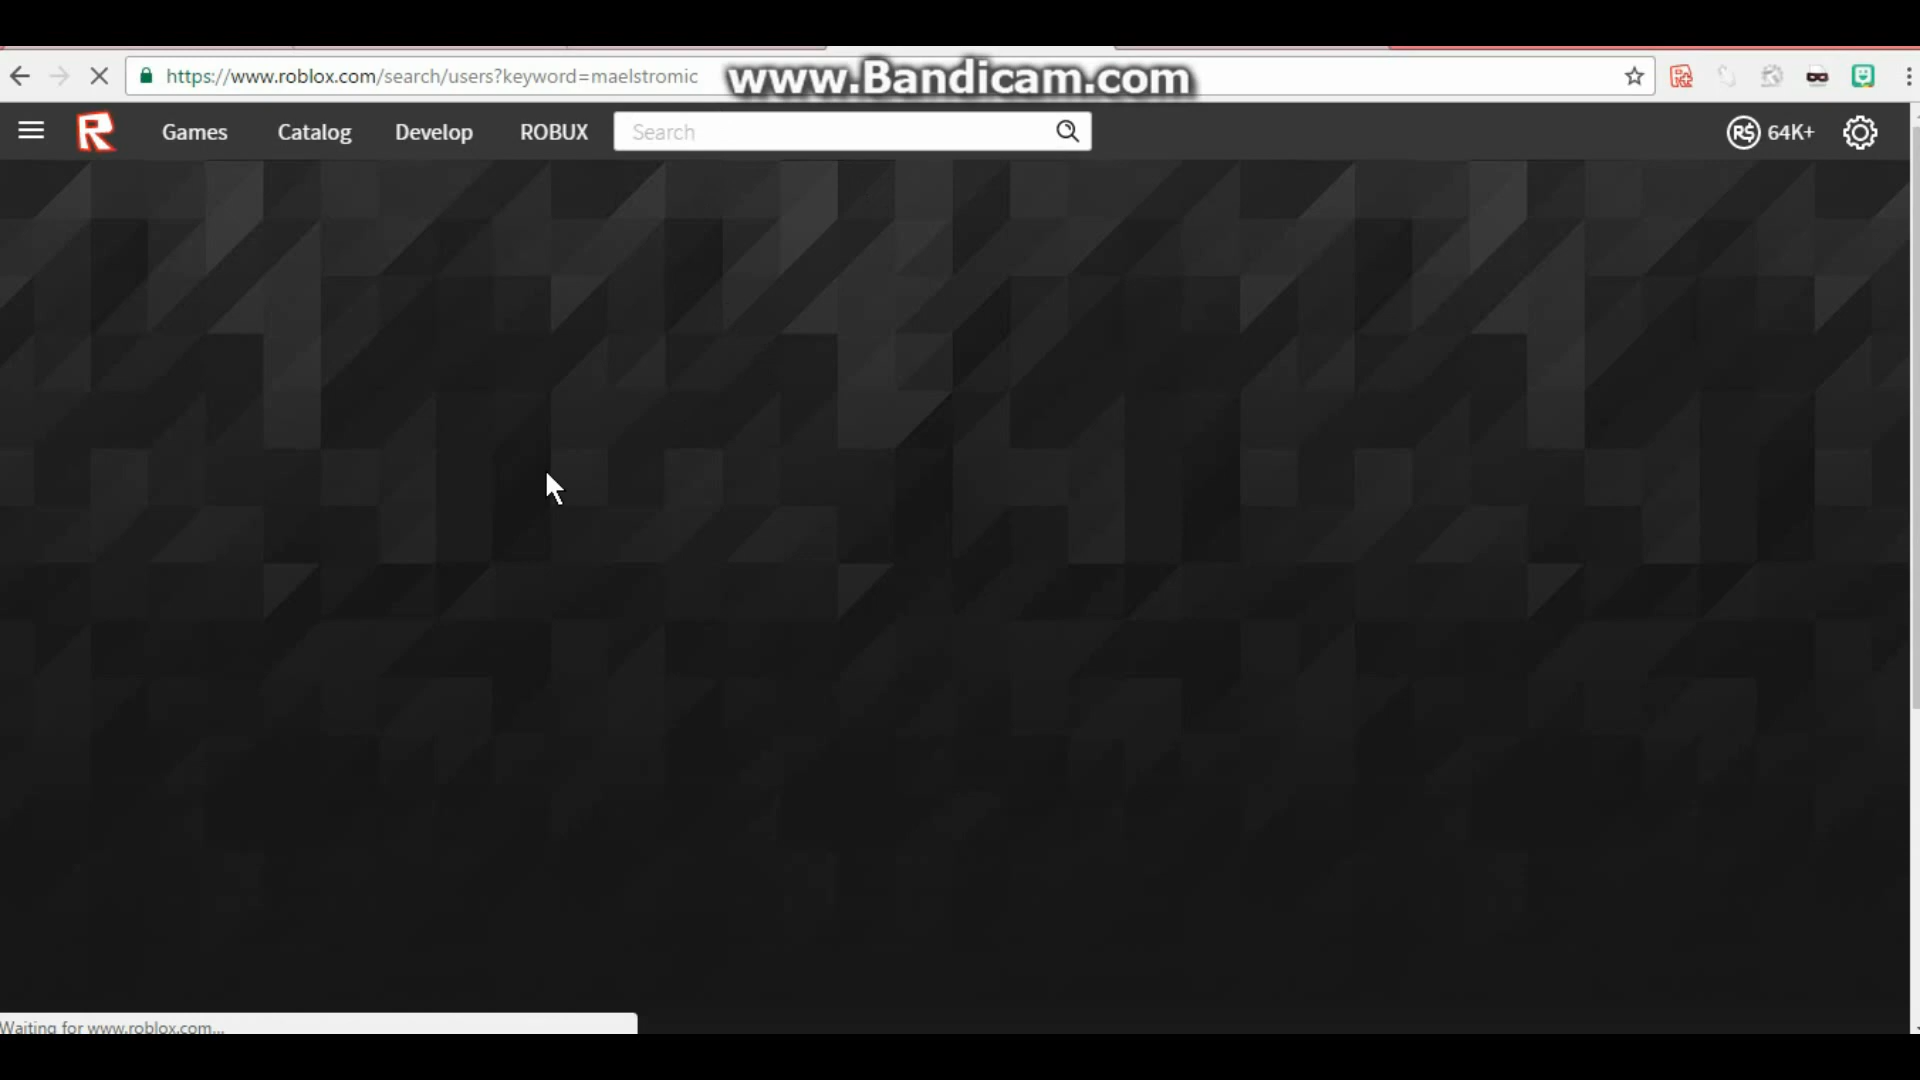 https://www.roblox.com/search/users?keyword=maelstromic
www.Bandicam.com
Games
Catalog
Develop
ROBUX
Search
R$ 64K+
Waiting for www.roblox.com...